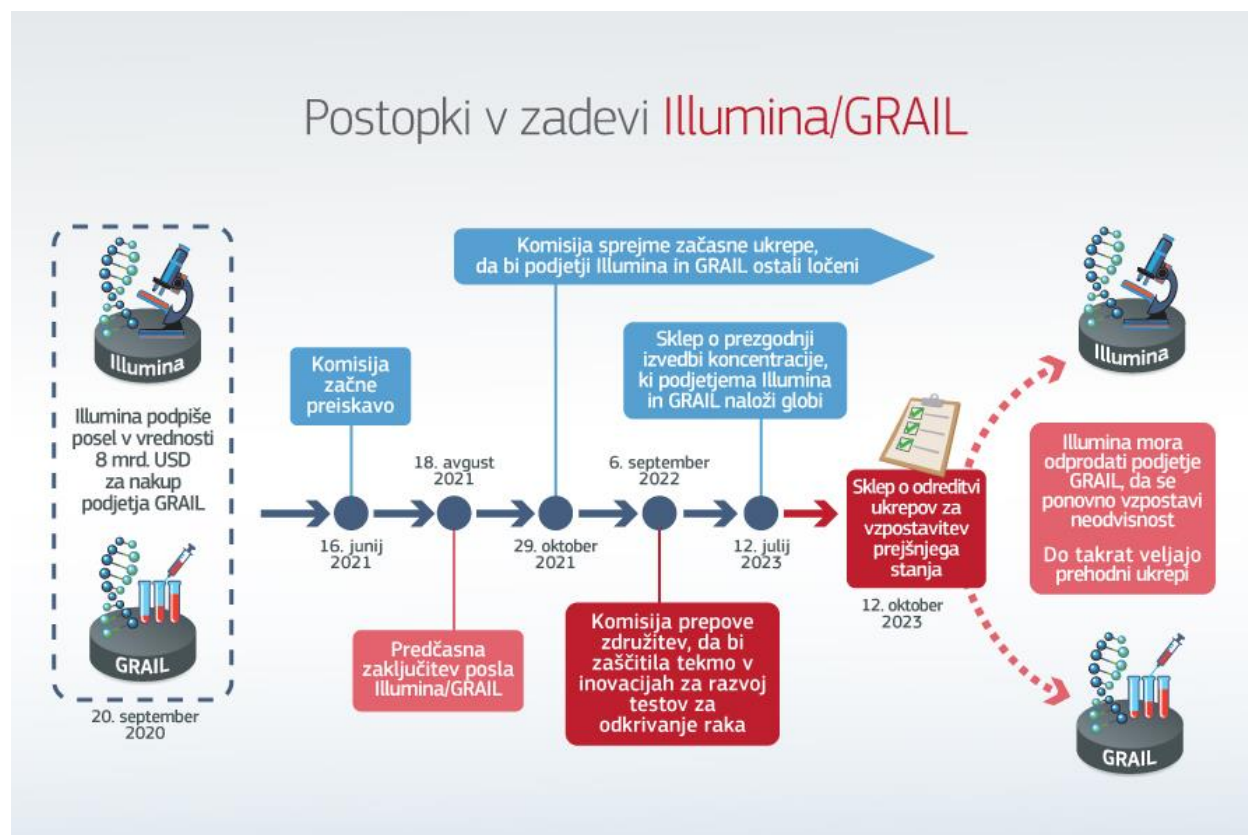 Postopki v zadevi Illumina/GRAIL
Illumina
Illumina podpiše
posel v vrednosti
8 mrd. USD
za nakup
podjetja GRAIL
GRAIL
20. september
2020
Komisija
začne
preiskavo
16. junij
2021
18. avgust
2021
Predčasna
zaključitev posla
Illumina/GRAIL
Komisija sprejme začasne ukrepe,
da bi podjetji Illumina in GRAIL ostali ločeni
29. oktober
2021
6. september
2022
Komisija prepove
združitev, da bi
zaščitila tekmo v
inovacijah za razvoj
testov za
odkrivanje raka
Sklep o prezgodnji
izvedbi koncentracije,
ki podjetjema Illumina
in GRAIL naloži globi
12. julij
2023
Sklep o odreditvi
ukrepov za
vzpostavitev
prejšnjega
stanja
12. oktober
2023
Illumina
Illumina mora
odprodati podjetje
GRAIL, da se
ponovno vzpostavi
neodvisnost
Do takrat veljajo
prehodni ukrepi
GRAIL